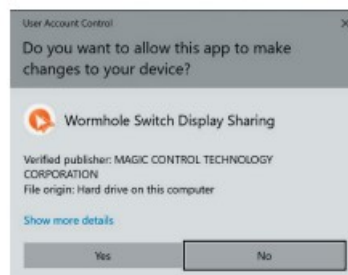 User Account Control
Do you want to allow this app to make
changes to your device?
Wormhole Switch Display Sharing
Verified publisher: MAGIC CONTROL TECHNOLOGY
CORPORATION
File origin: Hard drive on this computer
Show more details
Yes
No